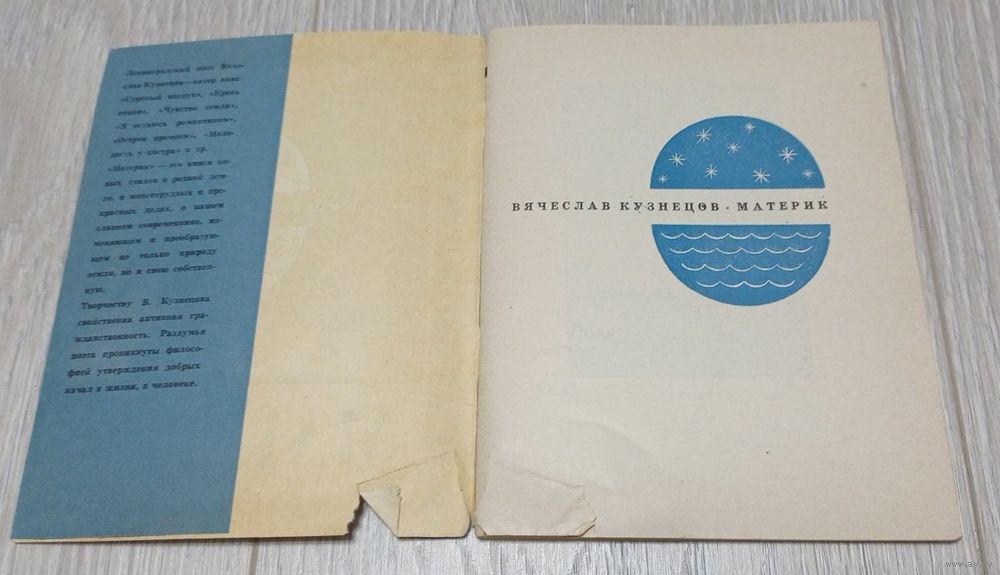 Ленинградский поэт Вяче-
слав Кузнецов—автор книг
«Суровый воздух», «Кровь
отцов», «Чувство земли»,
«Я остаюсь романтиком»,
«Остров времени», «Моло-
дость у костра» и др.
«Материк» — это книга но-
вых стихов о родной зем-
ле, о многотрудных и пре-
красных делах, о нашем
славном современнике, из-
меняющем и преобразую-
щем не только природу
земли, но и свою собствен-
ную.
Творчеству В. Кузнецова
свойственна активная гра-
жданственность. Раздумья
поэта проникнуты филосо-
фией утверждения добрых
начал в жизни, в человеке.
ВЯЧЕСЛАВ КУЗНЕЦОВ · МАТЕРИК
www.ay.by